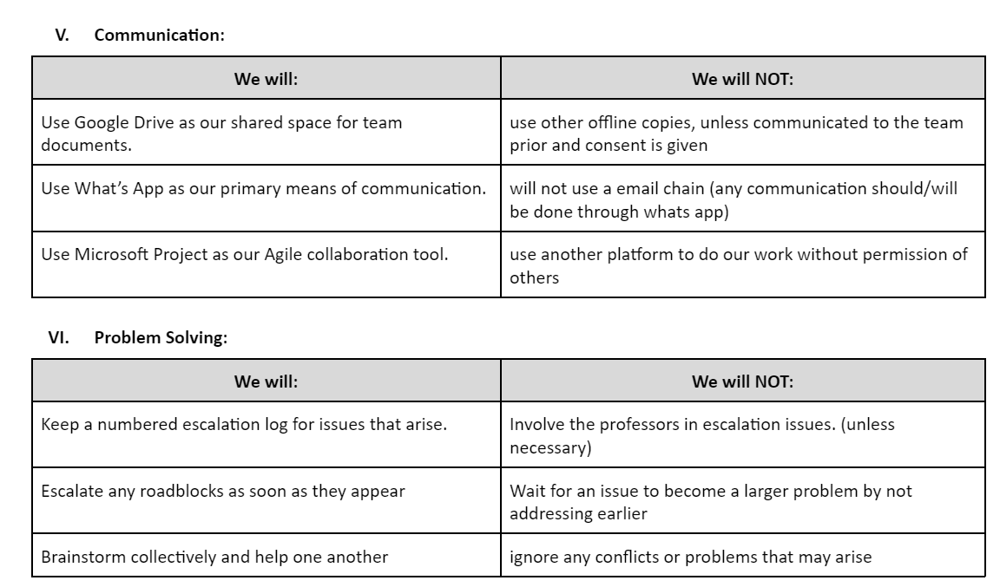 V. Communication:
We will:
We will NOT:
Use Google Drive as our shared space for team
documents.
use other offline copies, unless communicated to the team
prior and consent is given
Use What’s App as our primary means of communication.
will not use a email chain (any communication should/will
be done through whats app)
Use Microsoft Project as our Agile collaboration tool.
use another platform to do our work without permission of
others
VI. Problem Solving:
We will:
We will NOT:
Keep a numbered escalation log for issues that arise.
Involve the professors in escalation issues. (unless
necessary)
Escalate any roadblocks as soon as they appear
Wait for an issue to become a larger problem by not
addressing earlier
Brainstorm collectively and help one another
ignore any conflicts or problems that may arise